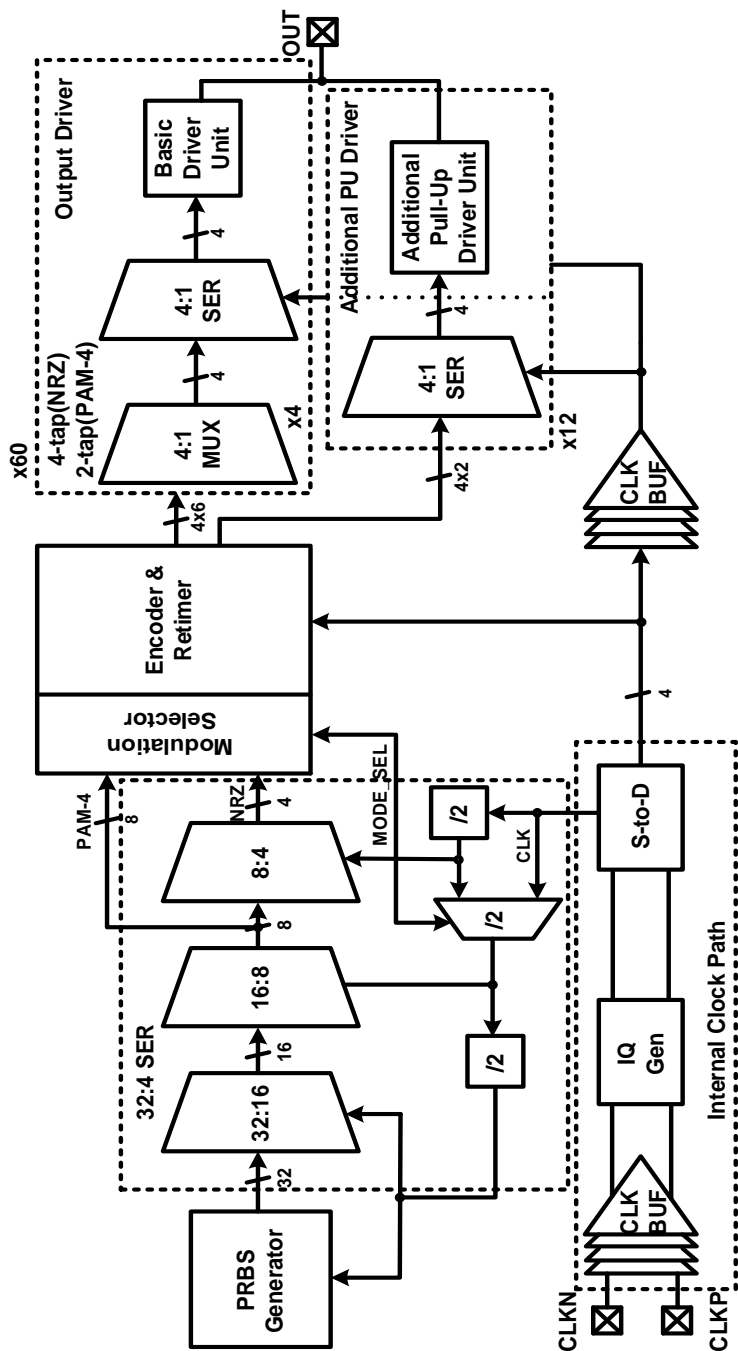 PRBS
Generator
32
32:4 SER
32:16
16
16:8
8
8:4
PAM-4
8
NRZ
4
MODE_SEL
/2
/2
/2
CLK
Modulation
Selector
Encoder &
Retimer
4x6
4x2
x60
4-tap(NRZ)
2-tap(PAM-4)
4:1
MUX
x4
4
4:1
SER
4
Output Driver
Basic
Driver
Unit
OUT
Additional PU Driver
4:1
SER
4
Additional
Pull-Up
Driver Unit
x12
CLKN
CLKP
CLK
BUF
IQ
Gen
S-to-D
Internal Clock Path
4
CLK
BUF